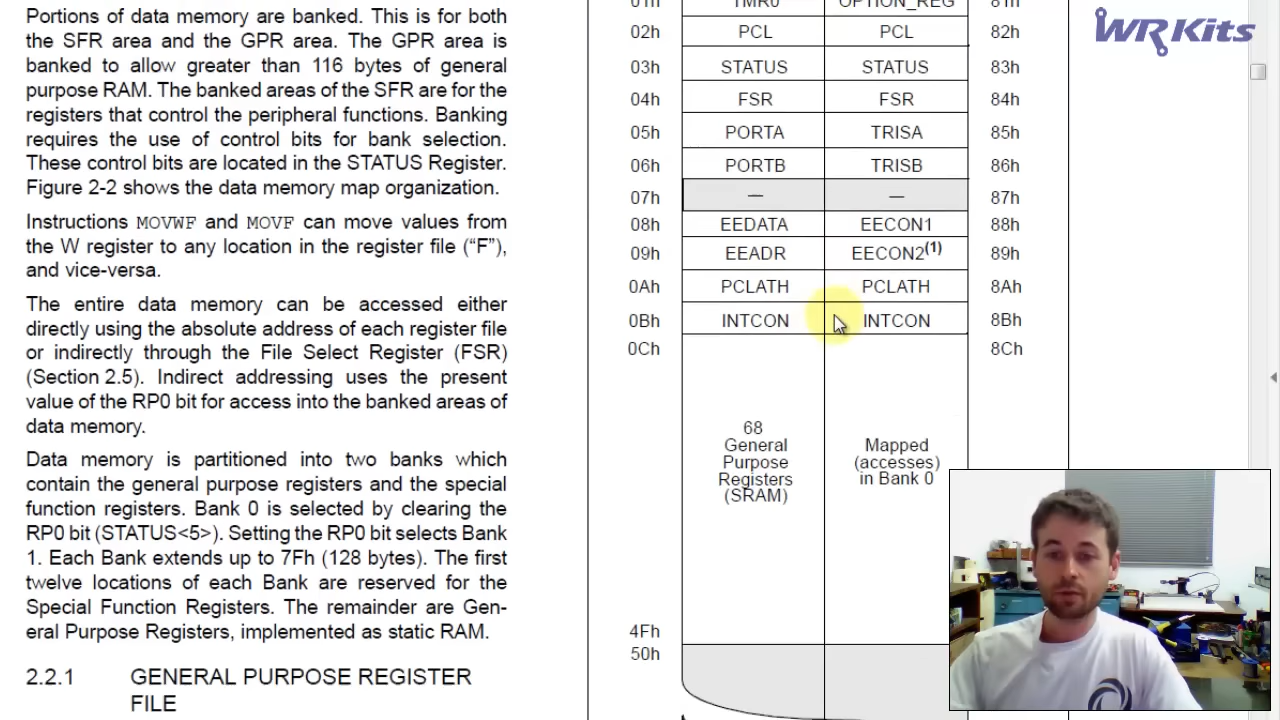 Portions of data memory are banked. This is for both
the SFR area and the GPR area. The GPR area is
banked to allow greater than 116 bytes of general
purpose RAM. The banked areas of the SFR are for the
registers that control the peripheral functions. Banking
requires the use of control bits for bank selection.
These control bits are located in the STATUS Register.
Figure 2-2 shows the data memory map organization.
Instructions MOVWF and MOVF can move values from
the W register to any location in the register file (“F”),
and vice-versa.
The entire data memory can be accessed either
directly using the absolute address of each register file
or indirectly through the File Select Register (FSR)
(Section 2.5). Indirect addressing uses the present
value of the RP0 bit for access into the banked areas of
data memory.
Data memory is partitioned into two banks which
contain the general purpose registers and the special
function registers. Bank 0 is selected by clearing the
RP0 bit (STATUS<5>). Setting the RP0 bit selects Bank
1. Each Bank extends up to 7Fh (128 bytes). The first
twelve locations of each Bank are reserved for the
Special Function Registers. The remainder are Gen-
eral Purpose Registers, implemented as static RAM.
2.2.1 GENERAL PURPOSE REGISTER
FILE
01h TMR0 OPTION_REG 81h
02h PCL PCL 82h
03h STATUS STATUS 83h
04h FSR FSR 84h
05h PORTA TRISA 85h
06h PORTB TRISB 86h
07h — — 87h
08h EEDATA EECON1 88h
09h EEADR EECON2(1) 89h
0Ah PCLATH PCLATH 8Ah
0Bh INTCON INTCON 8Bh
0Ch 8Ch
68
General
Purpose
Registers
(SRAM)
Mapped
(accesses)
in Bank 0
4Fh
50h
WR Kits